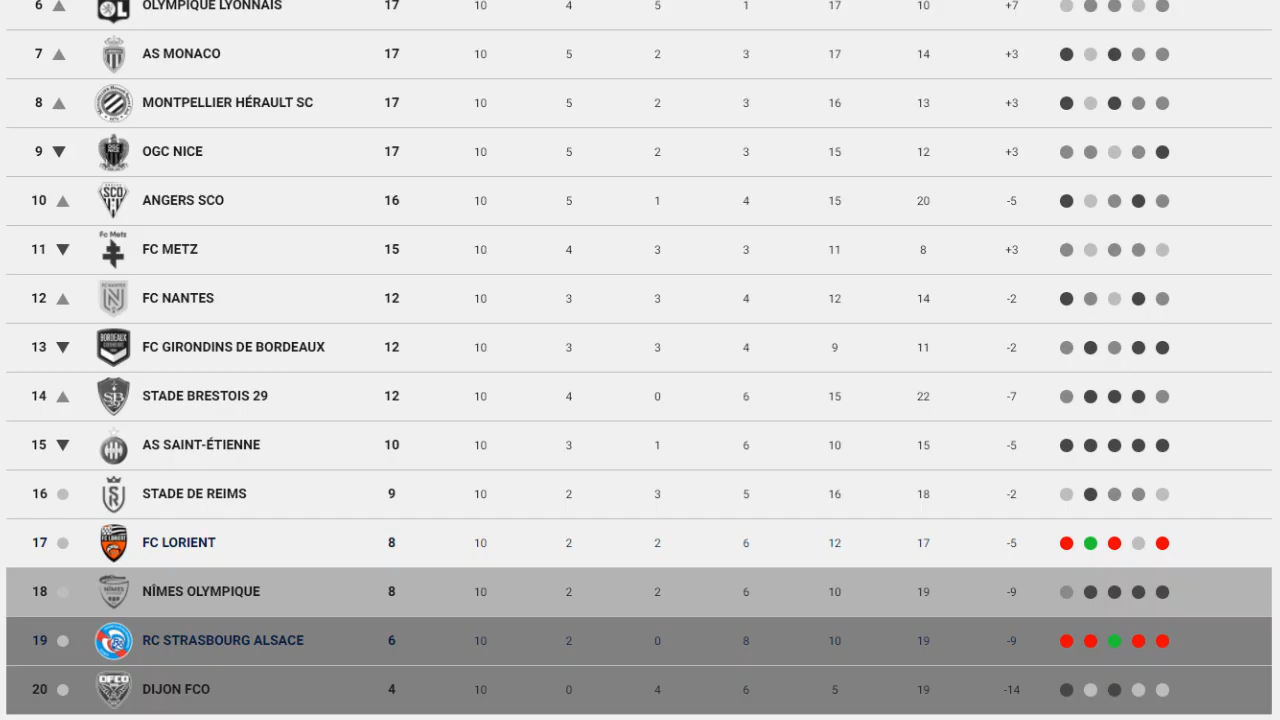 6 OLYMPIQUE LYONNAIS 17 10 4 5 1 17 10 +7
7 AS MONACO 17 10 5 2 3 17 14 +3
8 MONTPELLIER HÉRAULT SC 17 10 5 2 3 16 13 +3
9 OGC NICE 17 10 5 2 3 15 12 +3
10 SCO ANGERS SCO 16 10 5 1 4 15 20 -5
11 Fc Metz FC METZ 15 10 4 3 3 11 8 +3
12 FC NANTES 12 10 3 3 4 12 14 -2
13 BORDEAUX FC GIRONDINS DE BORDEAUX 12 10 3 3 4 9 11 -2
14 SB STADE BRESTOIS 29 12 10 4 0 6 15 22 -7
15 AS SAINT-ÉTIENNE 10 10 3 1 6 10 15 -5
16 STADE DE REIMS 9 10 2 3 5 16 18 -2
17 FC LORIENT 8 10 2 2 6 12 17 -5
18 NÎMES NÎMES OLYMPIQUE 8 10 2 2 6 10 19 -9
19 RC STRASBOURG ALSACE 6 10 2 0 8 10 19 -9
20 DFCO DIJON FCO 4 10 0 4 6 5 19 -14